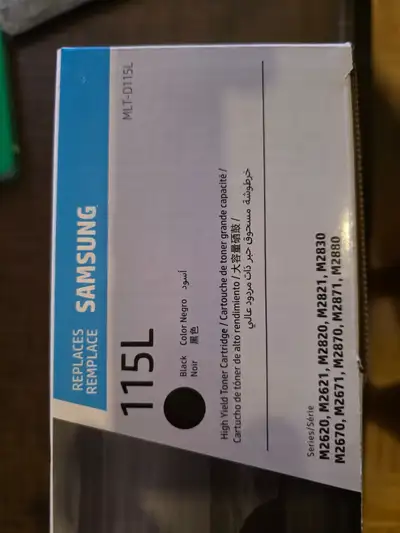 REPLACES
REMPLACE
SAMSUNG
MLT-D115L
115L
Black Color Negro أسود
Noir 黑色
High Yield Toner Cartridge / Cartouche de toner grande capacité /
Cartucho de tóner de alto rendimiento / 大容量硒鼓 /
خرطوشة مسحوق حبر ذات مردود عالي
Series/Série
M2620, M2621, M2820, M2821, M2830
M2670, M2671, M2870, M2871, M2880